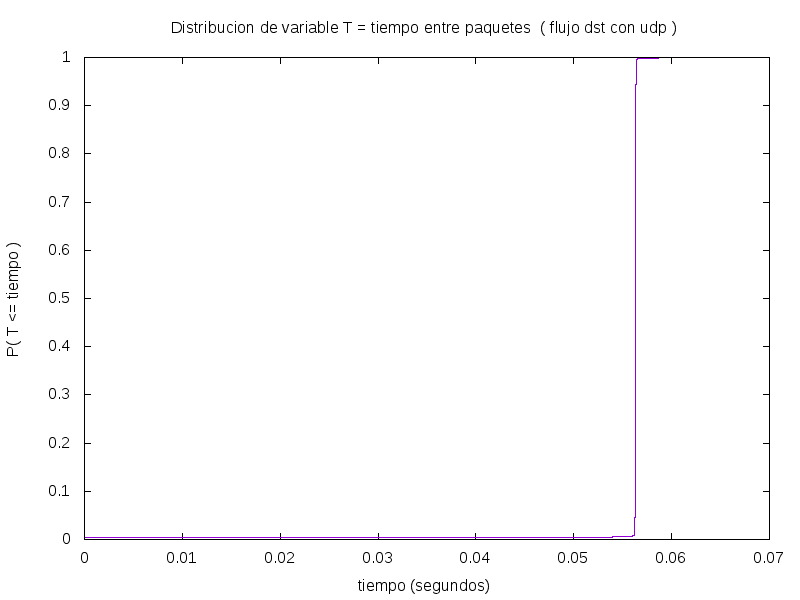 Distribucion de variable T = tiempo entre paquetes  ( flujo dst con udp )
1
0.9
0.8
0.7
0.6
0.5
0.4
0.3
0.2
0.1
0
P( T <= tiempo )
0 0.01 0.02 0.03 0.04 0.05 0.06 0.07
tiempo (segundos)